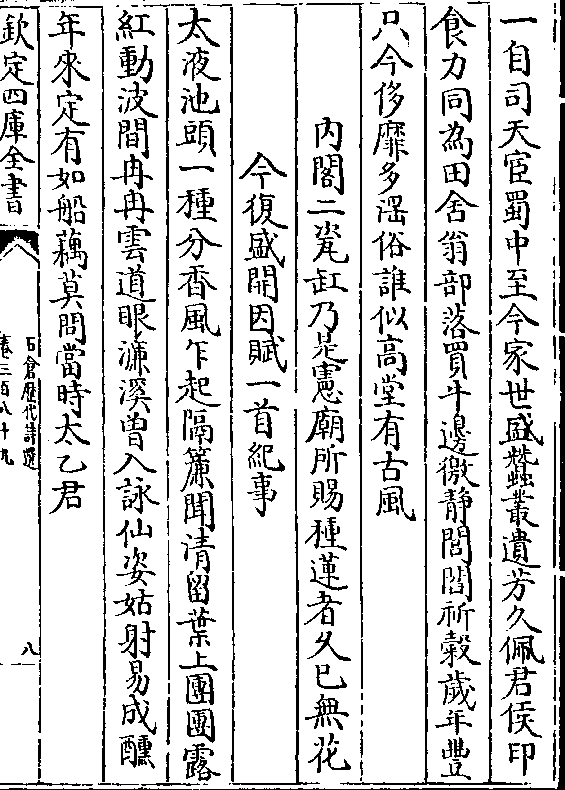 一自司天宦蜀中至今家世盛蠶叢遺芳久佩君侯印
食力同為田舍翁部落買牛邊徼靜閭閻祈穀歲年豐
只今侈靡多滛俗誰似高堂有古風
内閣二瓷缸乃是憲廟所賜種蓮者久已無花
今復盛開因賦一首紀事
太液池頭一種分香風乍起隔簾聞清留葉上團團露
紅動波間冉冉雲道眼濂溪曽入詠仙姿姑射易成醺
年來定有如船藕莫問當時太乙君
欽定四庫全書
石倉歴代詩選
卷三百八十九
八